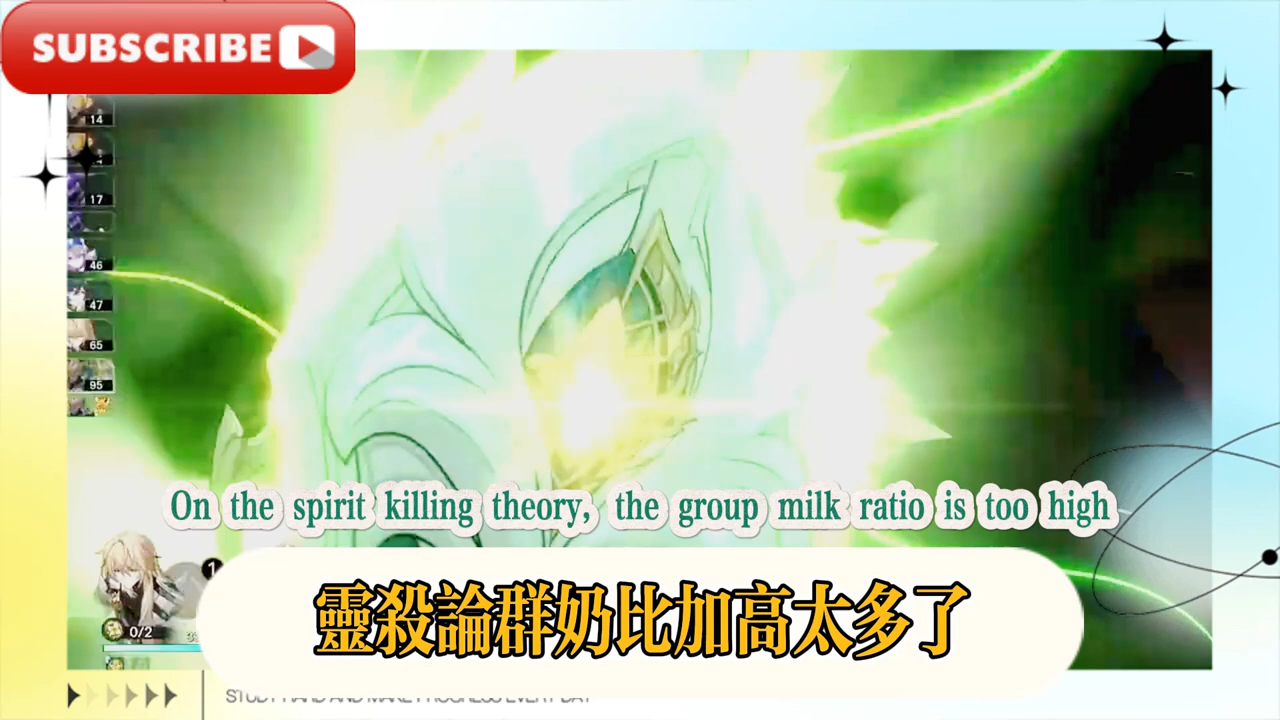 SUBSCRIBE
14
17
46
47
65
95
On the spirit killing theory, the group milk ratio is too high
1
0/2
靈殺論群奶比加高太多了